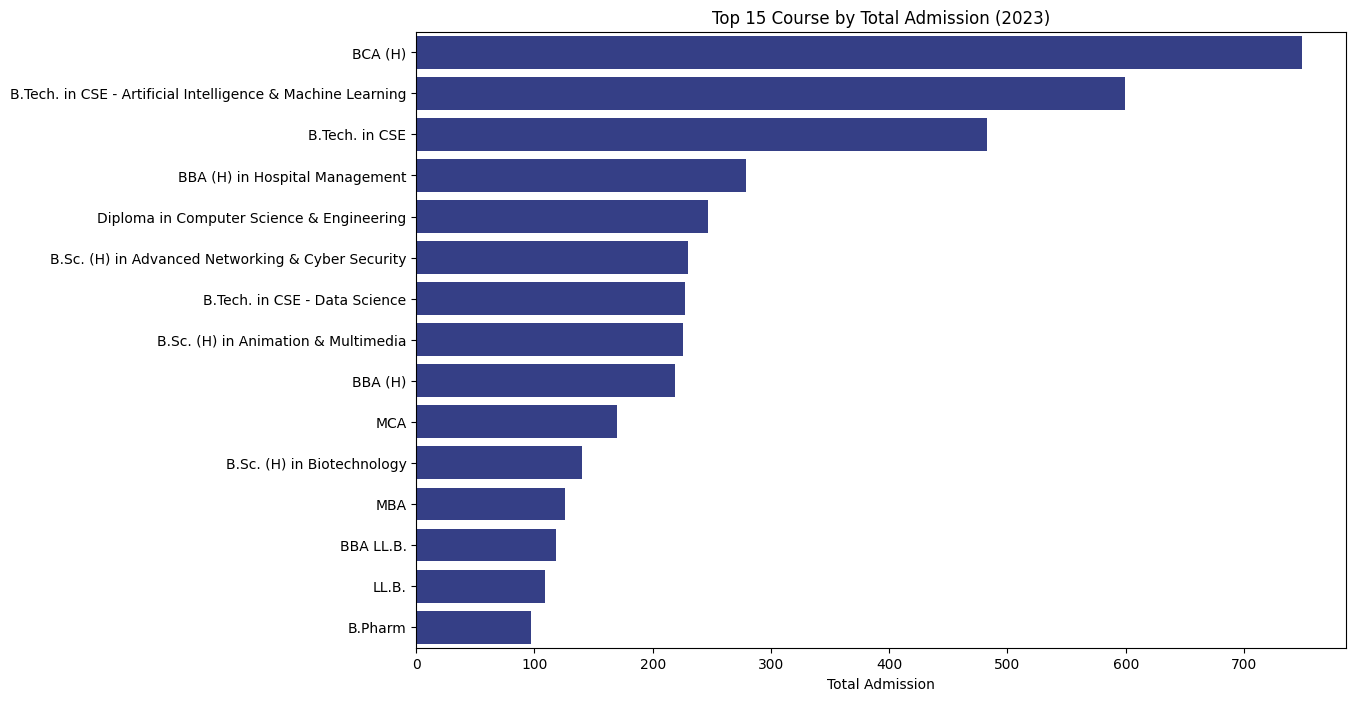 Top 15 Course by Total Admission (2023)
BCA (H)
B.Tech. in CSE - Artificial Intelligence & Machine Learning
B.Tech. in CSE
BBA (H) in Hospital Management
Diploma in Computer Science & Engineering
B.Sc. (H) in Advanced Networking & Cyber Security
B.Tech. in CSE - Data Science
B.Sc. (H) in Animation & Multimedia
BBA (H)
MCA
B.Sc. (H) in Biotechnology
MBA
BBA LL.B.
LL.B.
B.Pharm
0 100 200 300 400 500 600 700
Total Admission